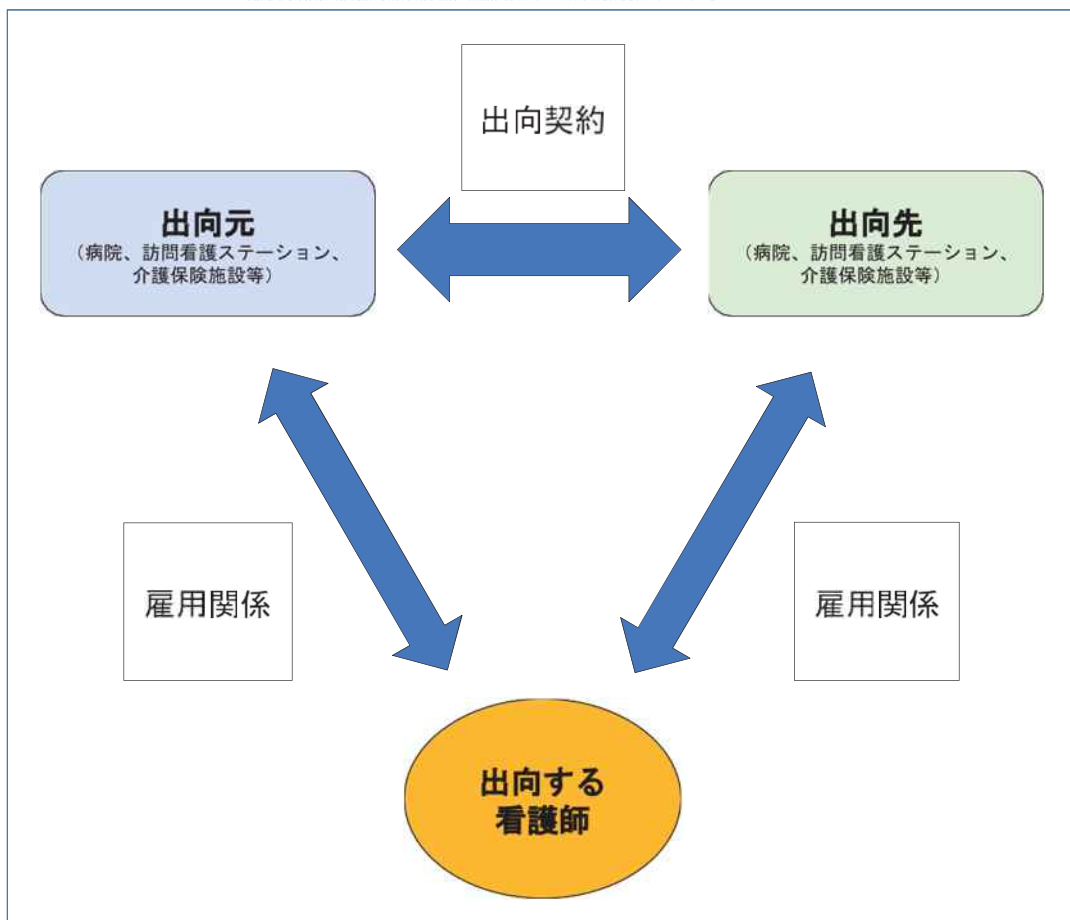 出向契約
出向元
（病院、訪問看護ステーション、
介護保険施設等）
出向先
（病院、訪問看護ステーション、
介護保険施設等）
雇用関係
雇用関係
出向する
看護師